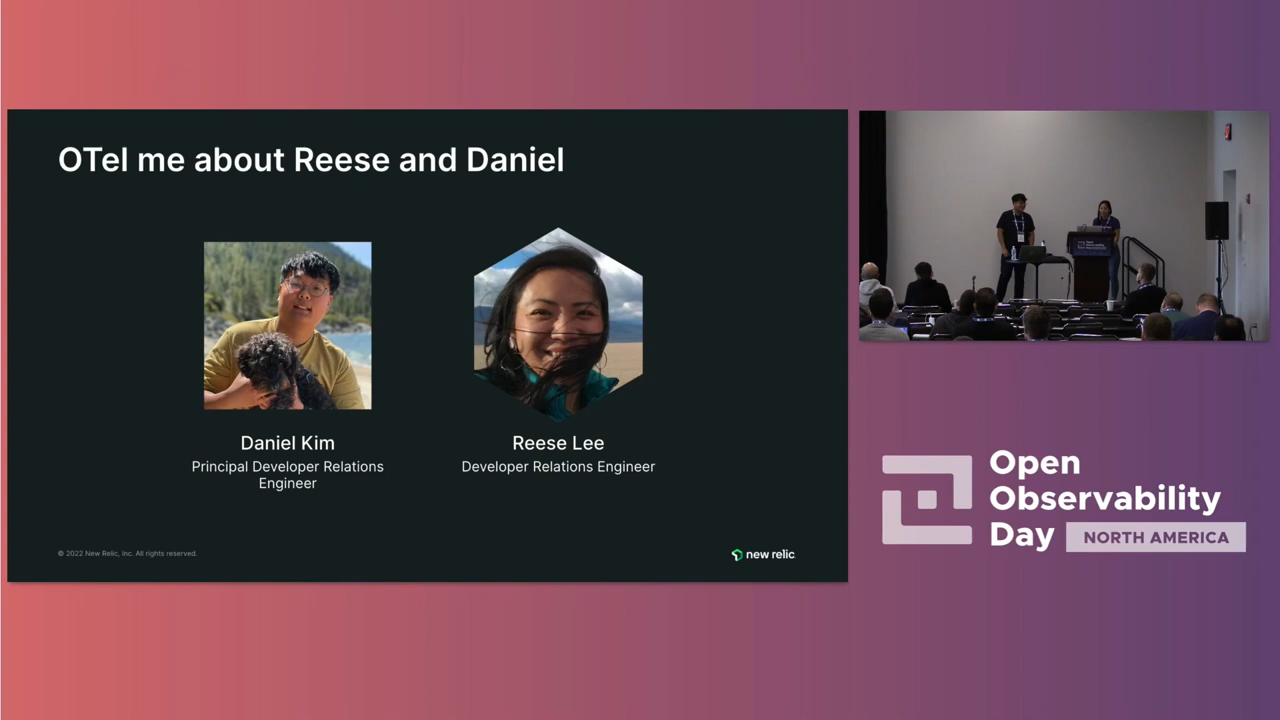 OTel me about Reese and Daniel
Daniel Kim
Principal Developer Relations
Engineer
Reese Lee
Developer Relations Engineer
© 2022 New Relic, Inc. All rights reserved.
new relic
Open
Observability
Day
NORTH AMERICA